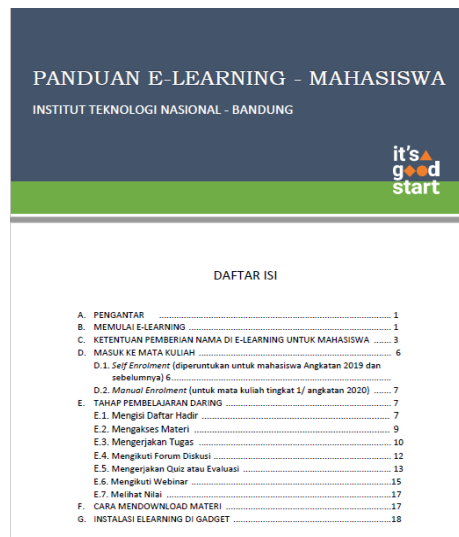 PANDUAN E-LEARNING - MAHASISWA
INSTITUT TEKNOLOGI NASIONAL - BANDUNG
it's a
good
start
DAFTAR ISI
A. PENGANTAR ................................................ 1
B. MEMULAI E-LEARNING ................................................ 1
C. KETENTUAN PEMBERIAN NAMA DI E-LEARNING UNTUK MAHASISWA ...... 3
D. MASUK KE MATA KULIAH ................................................ 6
D.1. Self Enrolment (diperuntukan untuk mahasiswa Angkatan 2019 dan
sebelumnya) 6................................................
D.2. Manual Enrolment (untuk mata kuliah tingkat 1/ angkatan 2020) ...... 7
E. TAHAP PEMBELAJARAN DARING ................................................ 7
E.1. Mengisi Daftar Hadir ................................................ 7
E.2. Mengakses Materi ................................................ 9
E.3. Mengerjakan Tugas ................................................ 10
E.4. Mengikuti Forum Diskusi ................................................ 12
E.5. Mengerjakan Quiz atau Evaluasi ................................................ 13
E.6. Mengikuti Webinar ................................................15
E.7. Melihat Nilai ................................................17
F. CARA MENDOWNLOAD MATERI ................................................17
G. INSTALASI ELEARNING DI GADGET ................................................18